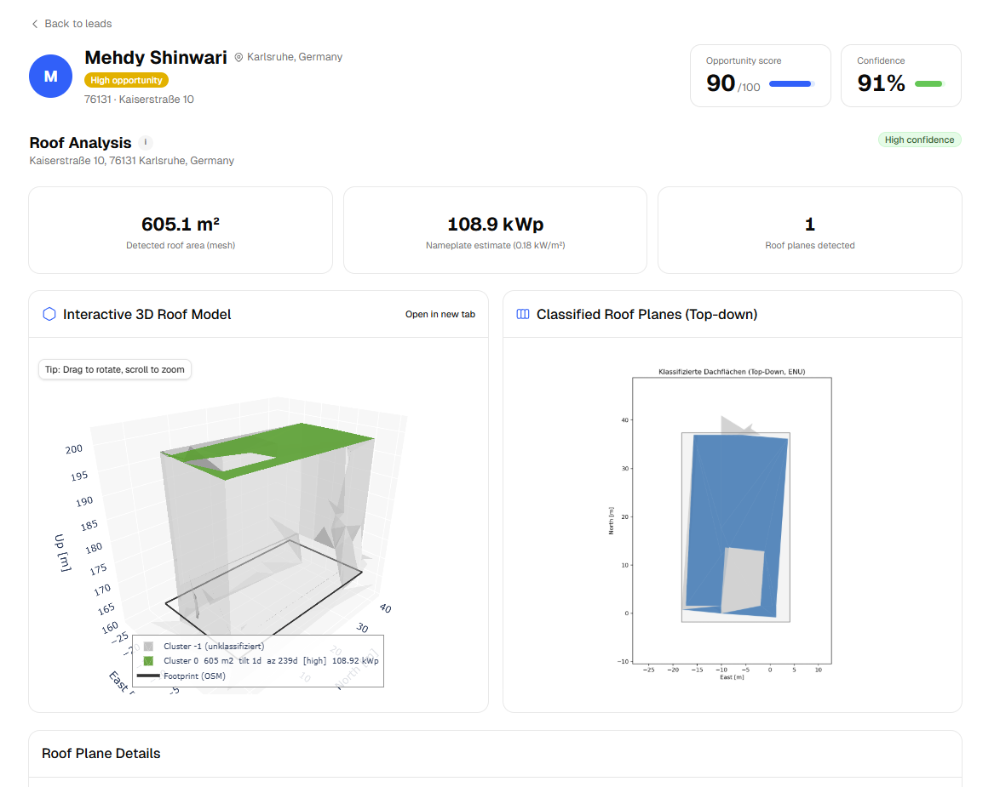 Back to leads
M
Mehdy Shinwari
Karlsruhe, Germany
High opportunity
76131 · Kaiserstraße 10
Opportunity score
90 /100
Confidence
91%
Roof Analysis
i
Kaiserstraße 10, 76131 Karlsruhe, Germany
High confidence
605.1 m²
Detected roof area (mesh)
108.9 kWp
Nameplate estimate (0.18 kW/m²)
1
Roof planes detected
Interactive 3D Roof Model
Open in new tab
Tip: Drag to rotate, scroll to zoom
200
195
190
185
180
175
170
165
160
Up [m]
−25
40
30
20
10
North [m]
East
−5
Cluster -1 (unklassifiziert)
Cluster 0 605 m2 tilt 1d az 239d [high] 108.92 kWp
Footprint (OSM)
Classified Roof Planes (Top-down)
Klassifizierte Dachflächen (Top-Down, ENU)
40
30
20
10
0
−10
North [m]
−25 −20 −15 −10 −5 0 5 10
East [m]
Roof Plane Details